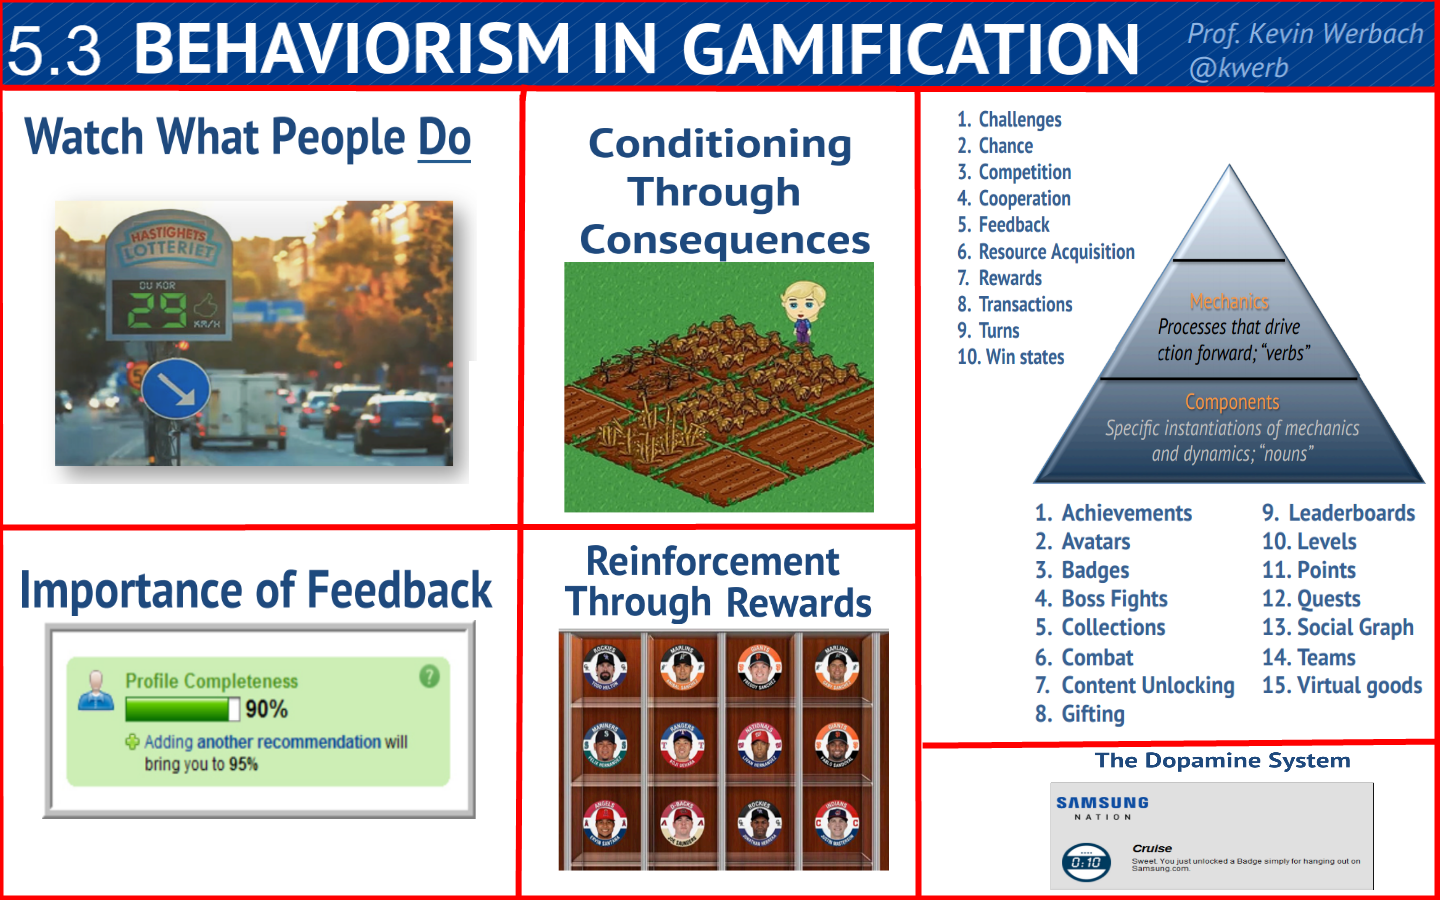 5.3 BEHAVIORISM IN GAMIFICATION
Prof. Kevin Werbach
@kwerb
Watch What People Do
HASTIGHETS
LOTTERIET
DU KÖR
29
KR/H
Conditioning
Through
Consequences
1. Challenges
2. Chance
3. Competition
4. Cooperation
5. Feedback
6. Resource Acquisition
7. Rewards
8. Transactions
9. Turns
10. Win states
Mechanics
Processes that drive
ction forward; “verbs”
Components
Specific instantiations of mechanics
and dynamics; “nouns”
1. Achievements
2. Avatars
3. Badges
4. Boss Fights
5. Collections
6. Combat
7. Content Unlocking
8. Gifting
9. Leaderboards
10. Levels
11. Points
12. Quests
13. Social Graph
14. Teams
15. Virtual goods
Importance of Feedback
Profile Completeness
?
90%
Adding another recommendation will
bring you to 95%
Reinforcement
Through Rewards
ROCKIES
MARLINS
GIANTS
MARLINS
MARINERS
RANGERS
NATIONALS
GIANTS
ANGELS
D-BACKS
ROCKIES
INDIANS
The Dopamine System
SAMSUNG
NATION
0:10
Cruise
Sweet. You just unlocked a Badge simply for hanging out on
Samsung.com.